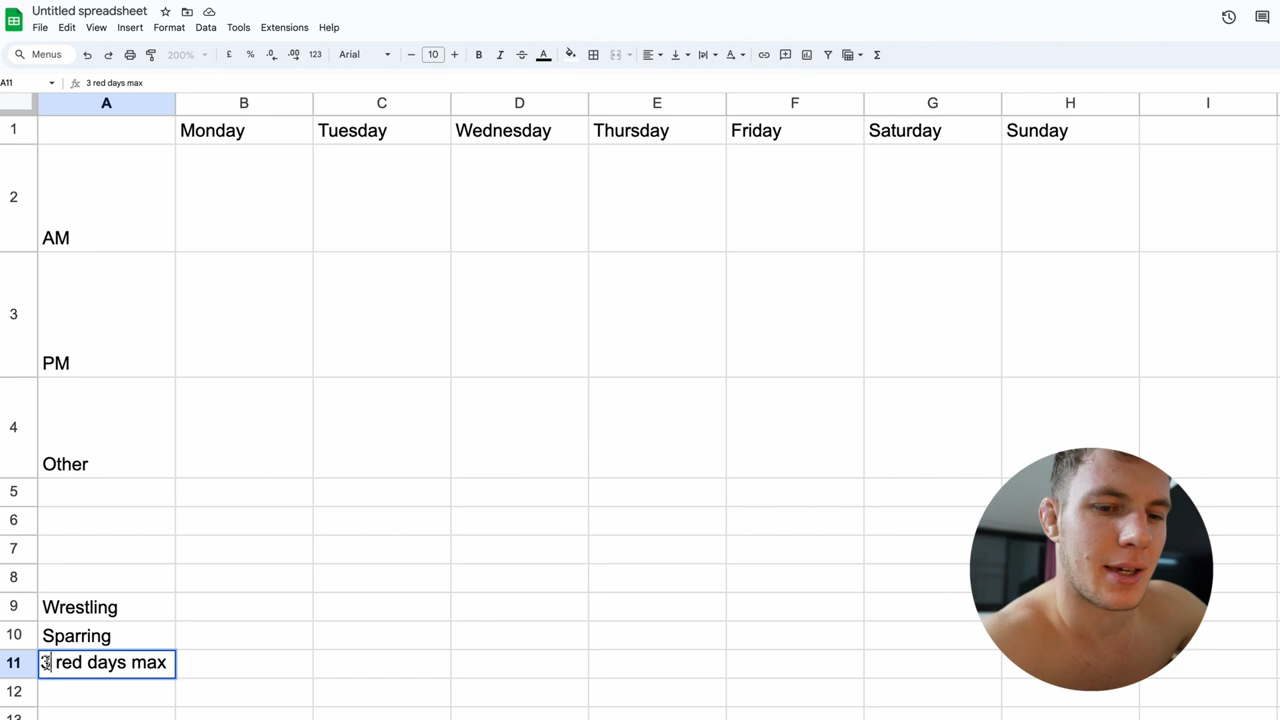 Untitled spreadsheet
File Edit View Insert Format Data Tools Extensions Help
Menus 200% £ % .0 .00 123 Arial 10 B I A Σ
A11 fx 3 red days max
A B C D E F G H I
1 Monday Tuesday Wednesday Thursday Friday Saturday Sunday
2 AM
3 PM
4 Other
5
6
7
8
9 Wrestling
10 Sparring
11 3 red days max
12
13